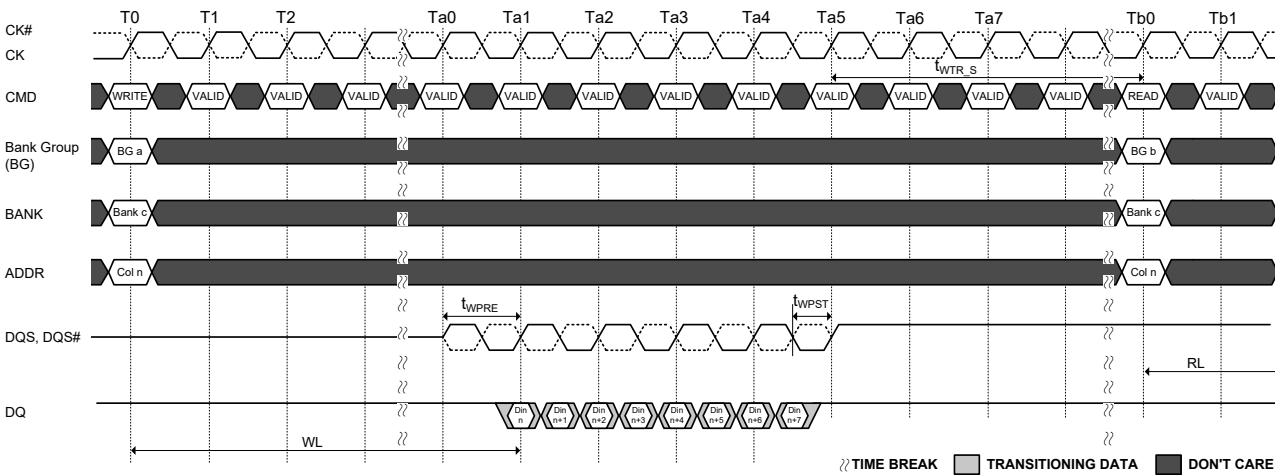 T0 T1 T2 Ta0 Ta1 Ta2 Ta3 Ta4 Ta5 Ta6 Ta7 Tb0 Tb1
CK#
CK
tWTR_S
CMD WRITE VALID VALID VALID VALID VALID VALID VALID VALID VALID VALID VALID VALID READ VALID
Bank Group
(BG)
BG a BG b
BANK Bank c Bank c
ADDR Col n Col n
tWPRE tWPST
DQS, DQS#
RL
DQ
Din Din Din Din Din Din Din Din
n n+1 n+2 n+3 n+4 n+5 n+6 n+7
WL
TIME BREAK TRANSITIONING DATA DON'T CARE